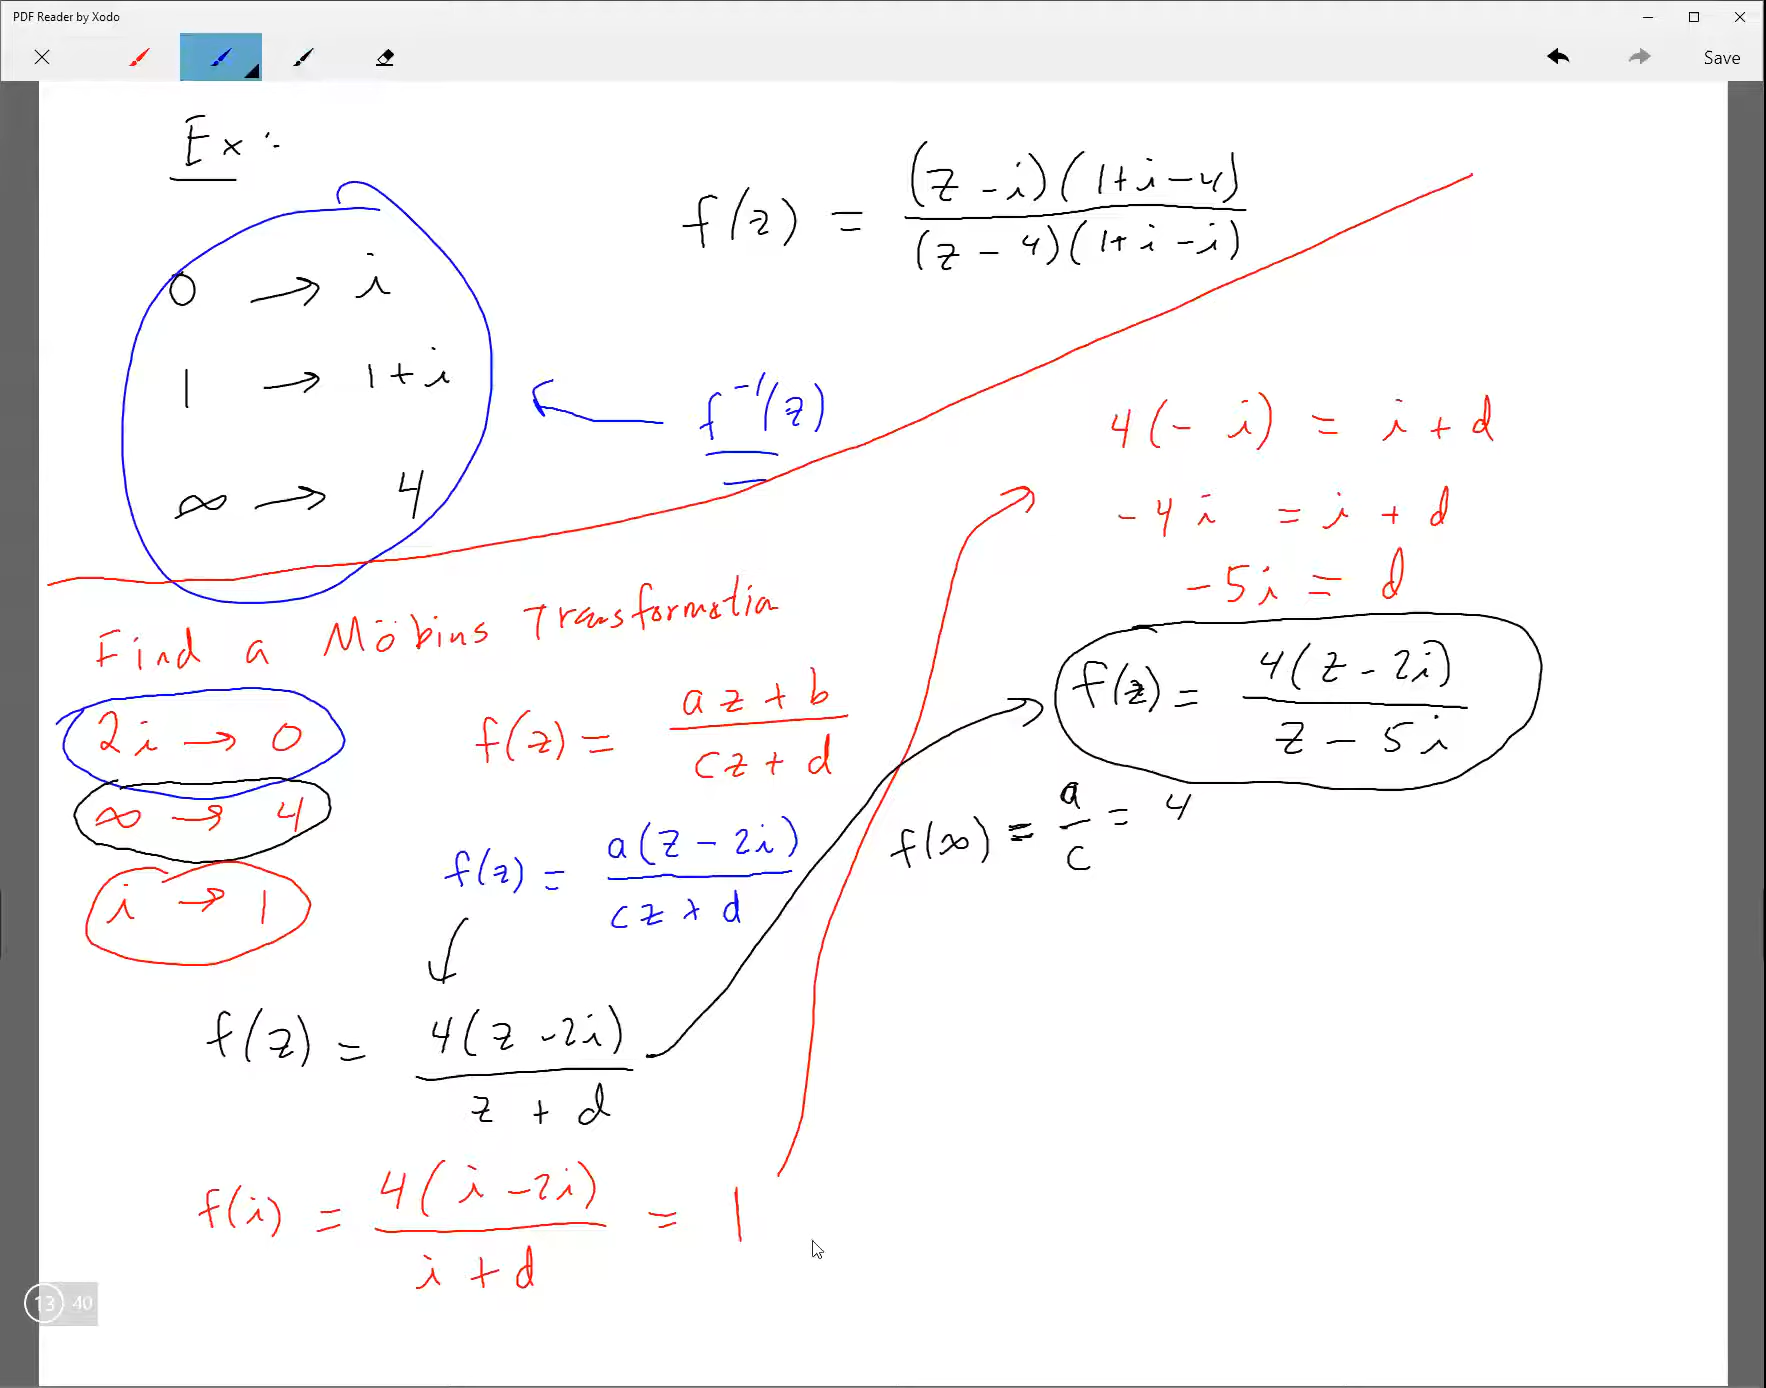 PDF Reader by Xodo
Save
Ex:
0 → i
1 → 1+i
∞ → 4
f(z) = (z-i)(1+i-4) / (z-4)(1+i-i)
f⁻¹(z)
Find a Möbius Transformation
2i → 0
∞ → 4
i → 1
f(z) = az+b / cz+d
f(z) = a(z-2i) / cz+d
f(z) = 4(z-2i) / z+d
f(i) = 4(i-2i) / i+d = 1
4(-i) = i+d
-4i = i+d
-5i = d
f(z) = 4(z-2i) / z-5i
f(∞) = a/c = 4
13 40